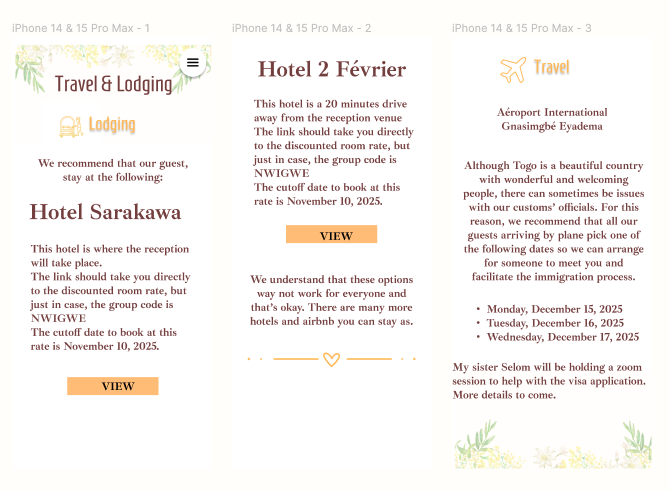 iPhone 14 & 15 Pro Max - 1
Travel & Lodging
Lodging
We recommend that our guest,
stay at the following:
Hotel Sarakawa
This hotel is where the reception
will take place.
The link should take you directly
to the discounted room rate, but
just in case, the group code is
NWIGWE
The cutoff date to book at this
rate is November 10, 2025.
VIEW
iPhone 14 & 15 Pro Max - 2
Hotel 2 Février
This hotel is a 20 minutes drive
away from the reception venue
The link should take you directly
to the discounted room rate, but
just in case, the group code is
NWIGWE
The cutoff date to book at this
rate is November 10, 2025.
VIEW
We understand that these options
way not work for everyone and
that's okay. There are many more
hotels and airbnb you can stay as.
iPhone 14 & 15 Pro Max - 3
Travel
Aéroport International
Gnasimgbé Eyadema
Although Togo is a beautiful country
with wonderful and welcoming
people, there can sometimes be issues
with our customs' officials. For this
reason, we recommend that all our
guests arriving by plane pick one of
the following dates so we can arrange
for someone to meet you and
facilitate the immigration process.
• Monday, December 15, 2025
• Tuesday, December 16, 2025
• Wednesday, December 17, 2025
My sister Selom will be holding a zoom
session to help with the visa application.
More details to come.